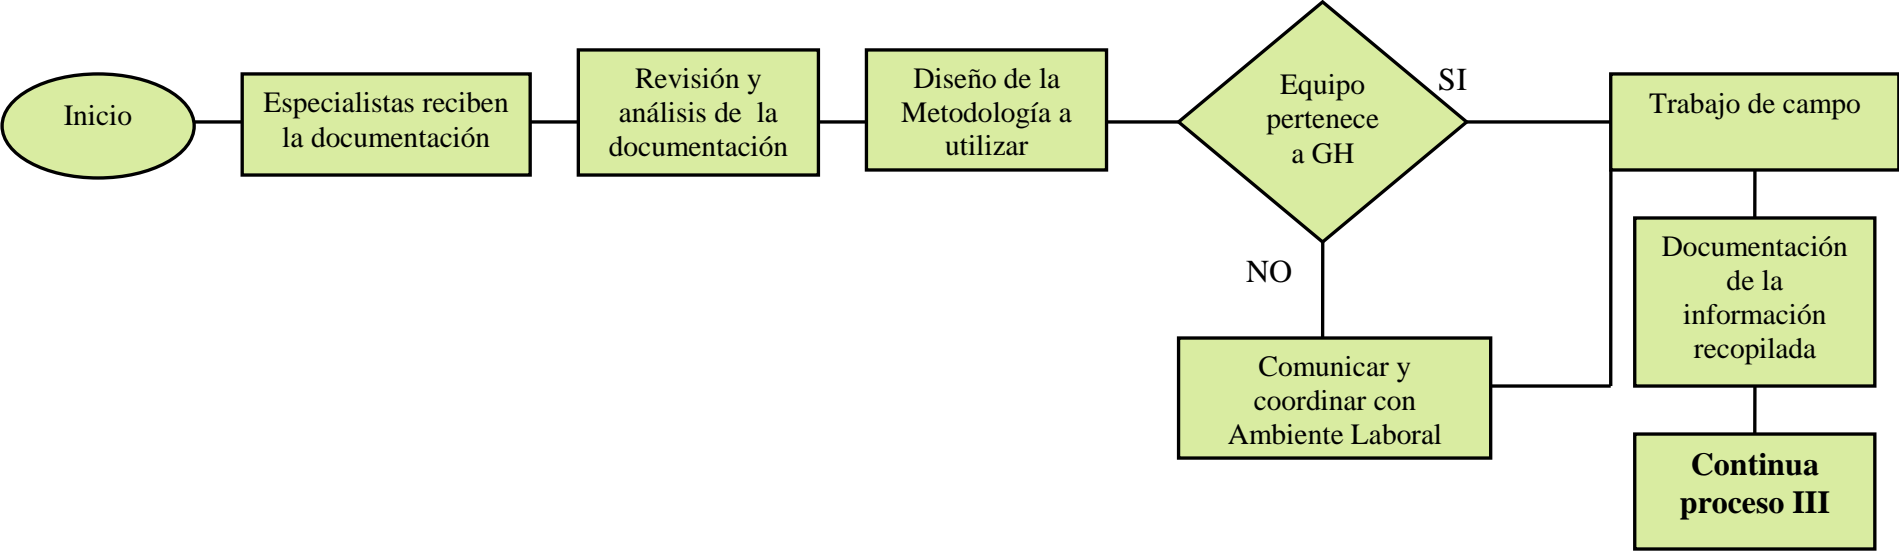 Inicio
Especialistas reciben
la documentación
Revisión y
análisis de  la
documentación
Diseño de la
Metodología a
utilizar
Equipo
pertenece
a GH
SI
Trabajo de campo
NO
Comunicar y
coordinar con
Ambiente Laboral
Documentación
de la
información
recopilada
Continua
proceso III